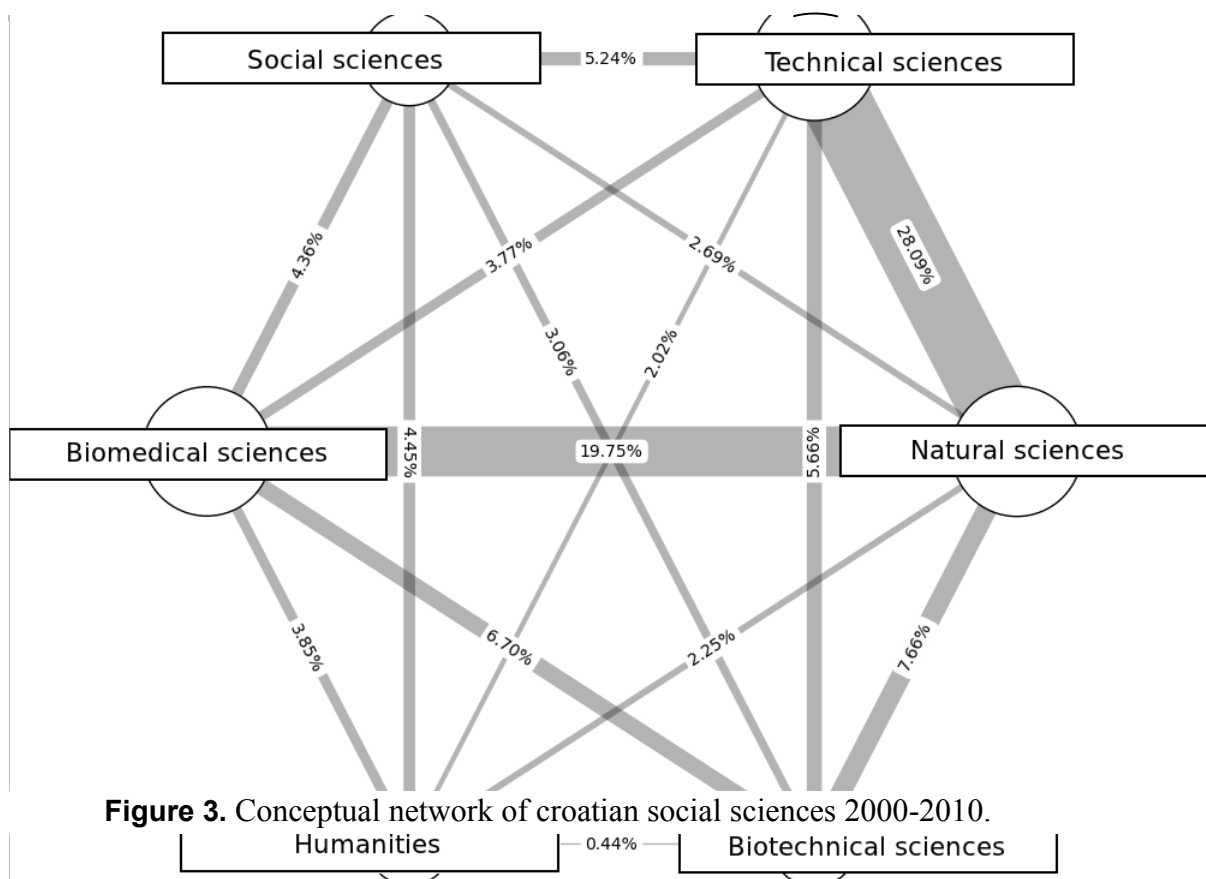 Social sciences
5.24%
Technical sciences
4.36%
3.77%
2.69%
28.09%
3.06%
2.02%
Biomedical sciences
4.45%
19.75%
5.66%
Natural sciences
3.85%
6.70%
2.25%
7.66%
Figure 3. Conceptual network of croatian social sciences 2000-2010.
Humanities
0.44%
Biotechnical sciences